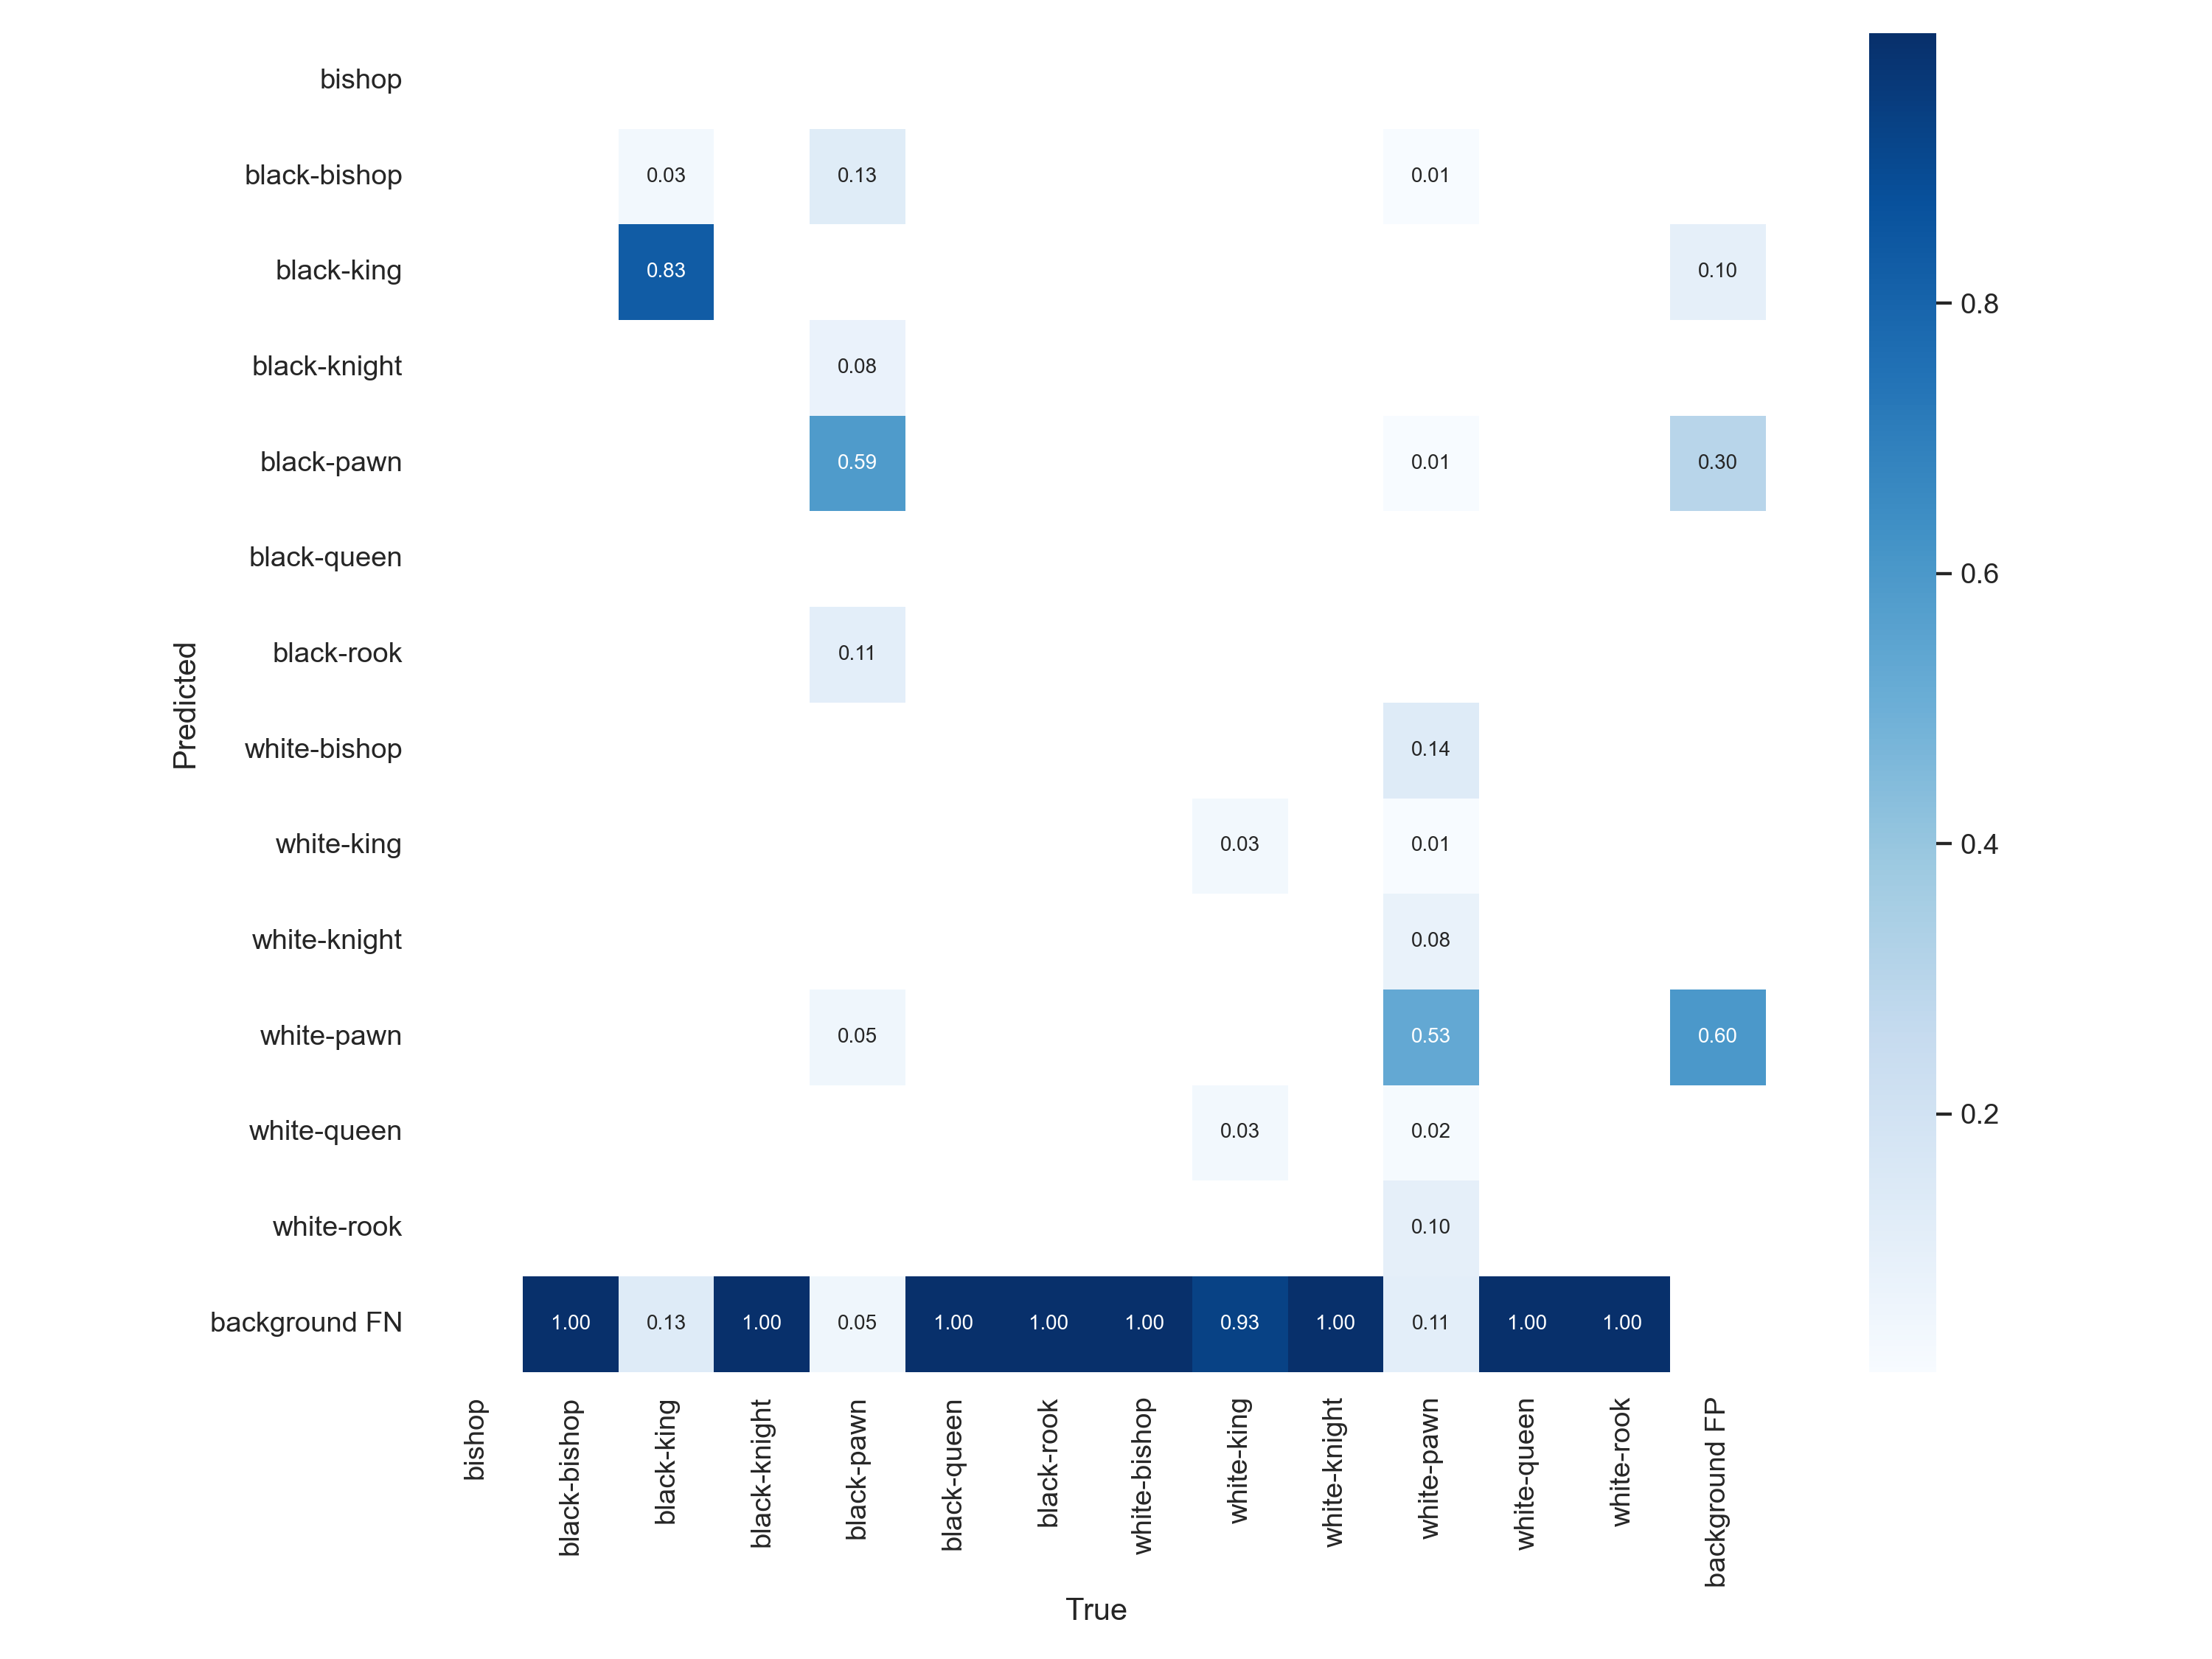 bishop
black-bishop 0.03 0.13 0.01
black-king 0.83 0.10
0.8
black-knight 0.08
black-pawn 0.59 0.01 0.30
black-queen
0.6
black-rook 0.11
Predicted
white-bishop 0.14
white-king 0.03 0.01
0.4
white-knight 0.08
white-pawn 0.05 0.53 0.60
white-queen 0.03 0.02
0.2
white-rook 0.10
background FN 1.00 0.13 1.00 0.05 1.00 1.00 1.00 0.93 1.00 0.11 1.00 1.00
bishop
black-bishop
black-king
black-knight
black-pawn
black-queen
black-rook
white-bishop
white-king
white-knight
white-pawn
white-queen
white-rook
background FP
True